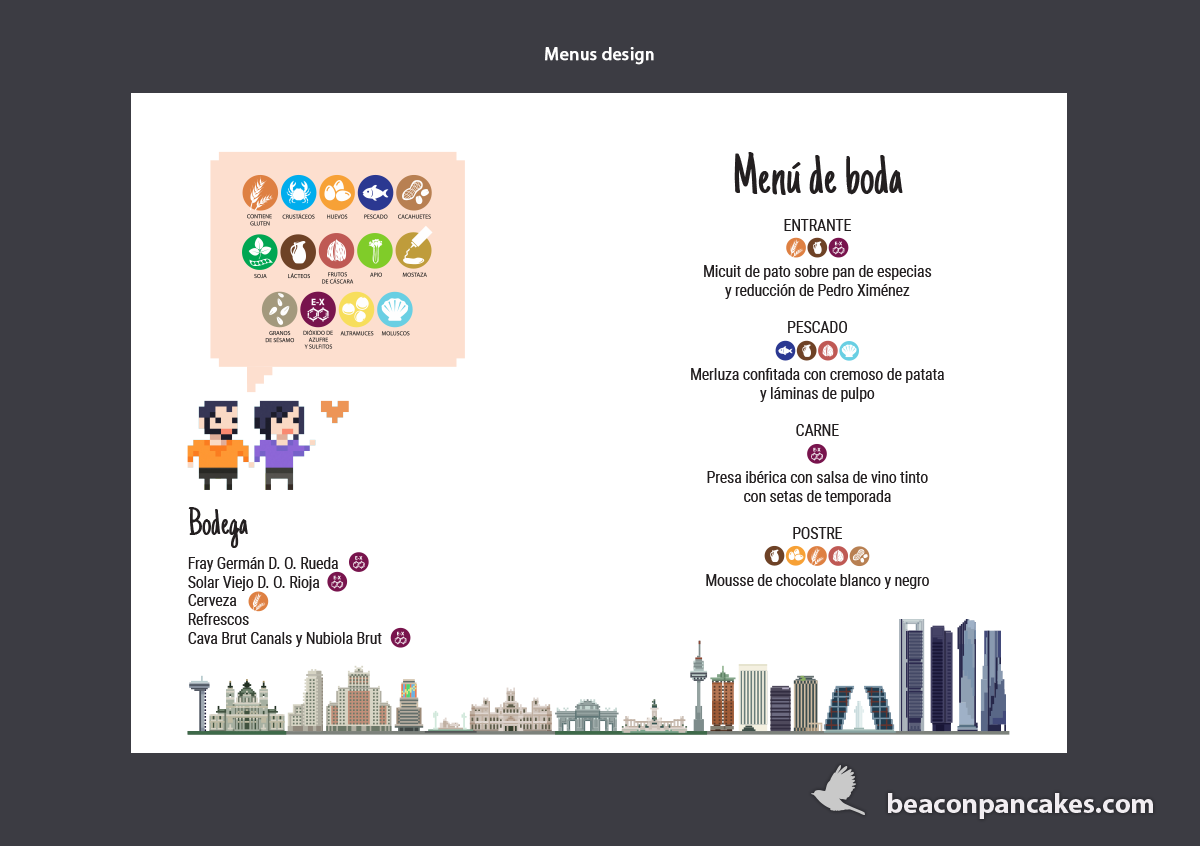 Menus design
CONTIENE
GLUTEN
CRUSTÁCEOS
HUEVOS
PESCADO
CACAHUETES
SOJA
LÁCTEOS
FRUTOS
DE CÁSCARA
APIO
MOSTAZA
GRANOS
DE SÉSAMO
E-X
DIÓXIDO DE
AZUFRE
Y SULFITOS
ALTRAMUCES
MOLUSCOS
Bodega
Fray Germán D. O. Rueda E-X
Solar Viejo D. O. Rioja E-X
Cerveza
Refrescos
Cava Brut Canals y Nubiola Brut E-X
Menú de boda
ENTRANTE
E-X
Micuit de pato sobre pan de especias
y reducción de Pedro Ximénez
PESCADO
Merluza confitada con cremoso de patata
y láminas de pulpo
CARNE
E-X
Presa ibérica con salsa de vino tinto
con setas de temporada
POSTRE
Mousse de chocolate blanco y negro
beaconpancakes.com